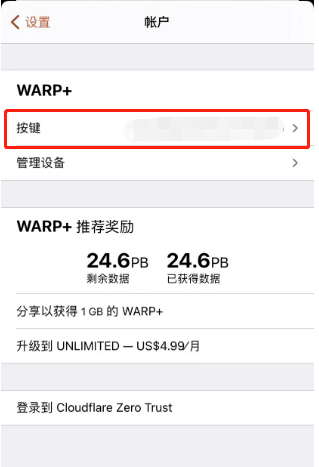 设置
帐户
WARP+
按键
管理设备
WARP+ 推荐奖励
24.6PB 24.6PB
剩余数据 已获得数据
分享以获得 1 GB 的 WARP+
升级到 UNLIMITED — US$4.99/月
登录到 Cloudflare Zero Trust